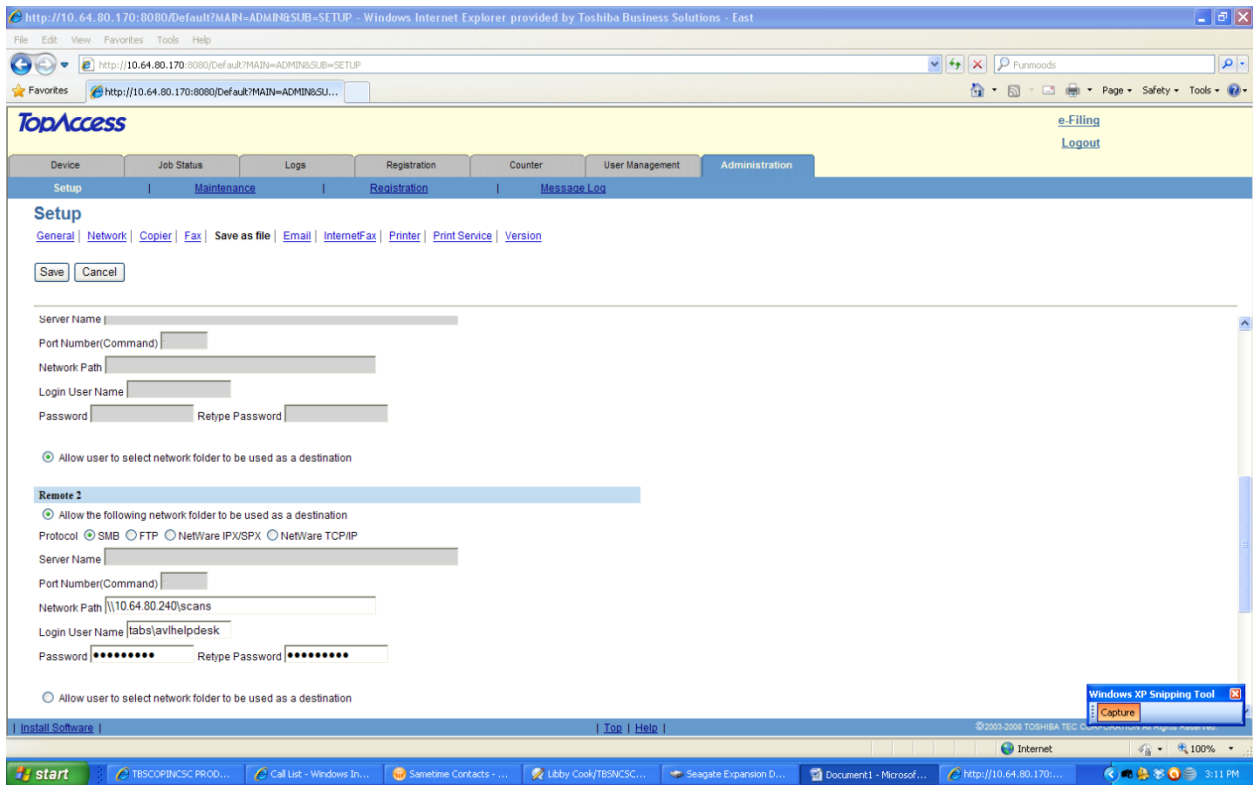 http://10.64.80.170:8080/Default?MAIN=ADMIN&SUB=SETUP - Windows Internet Explorer provided by Toshiba Business Solutions - East
File Edit View Favorites Tools Help
http://10.64.80.170:8080/Default?MAIN=ADMIN&SUB=SETUP Funmoods
Favorites http://10.64.80.170:8080/Default?MAIN=ADMIN&SU... Page Safety Tools
TopAccess
e-Filing
Logout
Device Job Status Logs Registration Counter User Management Administration
Setup | Maintenance | Registration | Message Log
Setup
General | Network | Copier | Fax | Save as file | Email | InternetFax | Printer | Print Service | Version
Save Cancel
Server Name
Port Number(Command)
Network Path
Login User Name
Password Retype Password
Allow user to select network folder to be used as a destination
Remote 2
Allow the following network folder to be used as a destination
Protocol SMB FTP NetWare IPX/SPX NetWare TCP/IP
Server Name
Port Number(Command)
Network Path \\10.64.80.240\scans
Login User Name tabs\avlhelpdesk
Password ●●●●●●●●● Retype Password ●●●●●●●●●
Allow user to select network folder to be used as a destination
Windows XP Snipping Tool
Capture
| Install Software | | Top | Help | ©2003-2008 TOSHIBA TEC CORPORATION All Rights Reserved.
Internet 100%
start TBSCOPINCSC PROD... Call List - Windows In... Sametime Contacts - ... Libby Cook/TBSNCSC... Seagate Expansion D... Document1 - Microsof... http://10.64.80.170:... 3:11 PM